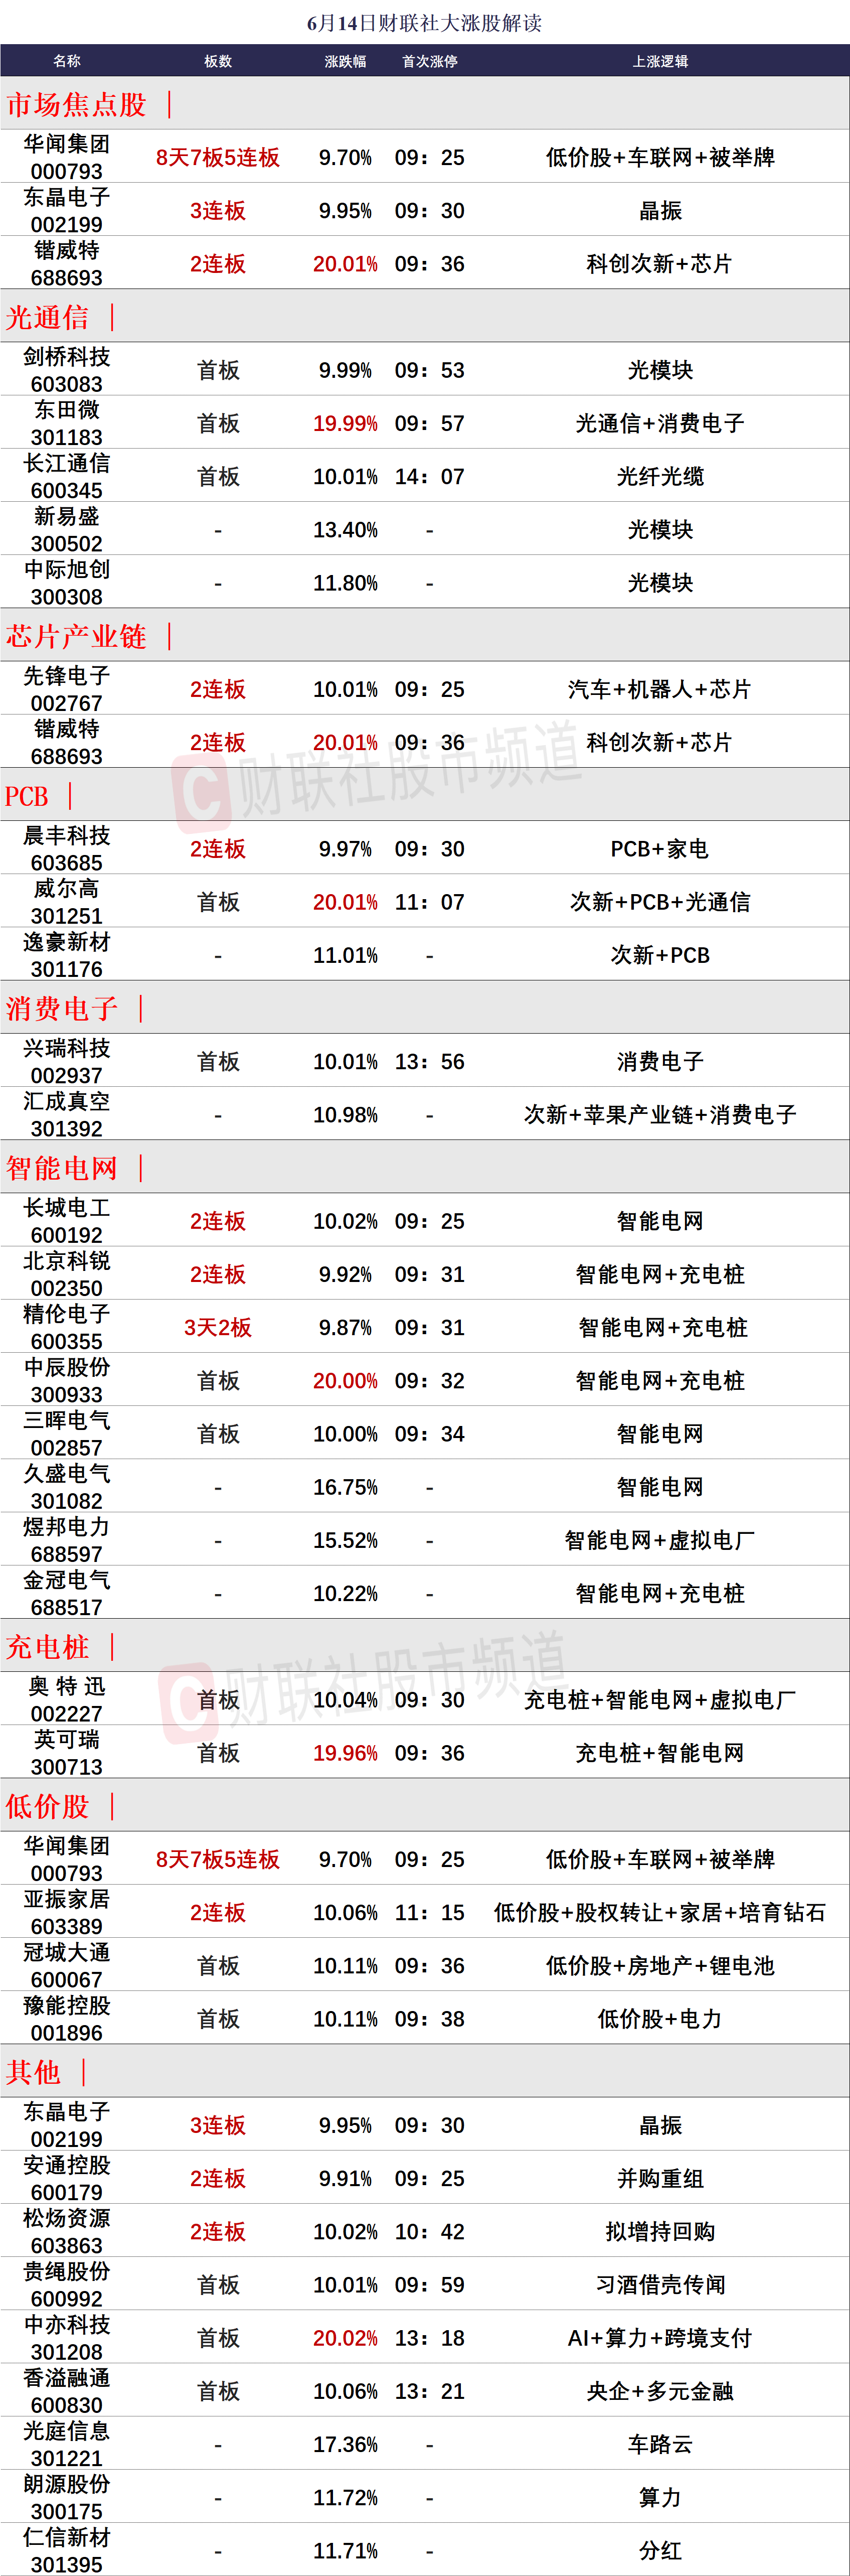 6月14日财联社大涨股解读
名称 板数 涨跌幅 首次涨停 上涨逻辑
市场焦点股 |
华闻集团
000793 8天7板5连板 9.70% 09：25 低价股+车联网+被举牌
东晶电子
002199 3连板 9.95% 09：30 晶振
锴威特
688693 2连板 20.01% 09：36 科创次新+芯片
光通信 |
剑桥科技
603083 首板 9.99% 09：53 光模块
东田微
301183 首板 19.99% 09：57 光通信+消费电子
长江通信
600345 首板 10.01% 14：07 光纤光缆
新易盛
300502 - 13.40% - 光模块
中际旭创
300308 - 11.80% - 光模块
芯片产业链 |
先锋电子
002767 2连板 10.01% 09：25 汽车+机器人+芯片
锴威特
688693 2连板 20.01% 09：36 科创次新+芯片
C 财联社股市频道
PCB |
晨丰科技
603685 2连板 9.97% 09：30 PCB+家电
威尔高
301251 首板 20.01% 11：07 次新+PCB+光通信
逸豪新材
301176 - 11.01% - 次新+PCB
消费电子 |
兴瑞科技
002937 首板 10.01% 13：56 消费电子
汇成真空
301392 - 10.98% - 次新+苹果产业链+消费电子
智能电网 |
长城电工
600192 2连板 10.02% 09：25 智能电网
北京科锐
002350 2连板 9.92% 09：31 智能电网+充电桩
精伦电子
600355 3天2板 9.87% 09：31 智能电网+充电桩
中辰股份
300933 首板 20.00% 09：32 智能电网+充电桩
三晖电气
002857 首板 10.00% 09：34 智能电网
久盛电气
301082 - 16.75% - 智能电网
煜邦电力
688597 - 15.52% - 智能电网+虚拟电厂
金冠电气
688517 - 10.22% - 智能电网+充电桩
充电桩 |
C 财联社股市频道
奥 特 迅
002227 首板 10.04% 09：30 充电桩+智能电网+虚拟电厂
英可瑞
300713 首板 19.96% 09：36 充电桩+智能电网
低价股 |
华闻集团
000793 8天7板5连板 9.70% 09：25 低价股+车联网+被举牌
亚振家居
603389 2连板 10.06% 11：15 低价股+股权转让+家居+培育钻石
冠城大通
600067 首板 10.11% 09：36 低价股+房地产+锂电池
豫能控股
001896 首板 10.11% 09：38 低价股+电力
其他 |
东晶电子
002199 3连板 9.95% 09：30 晶振
安通控股
600179 2连板 9.91% 09：25 并购重组
松炀资源
603863 2连板 10.02% 10：42 拟增持回购
贵绳股份
600992 首板 10.01% 09：59 习酒借壳传闻
中亦科技
301208 首板 20.02% 13：18 AI+算力+跨境支付
香溢融通
600830 首板 10.06% 13：21 央企+多元金融
光庭信息
301221 - 17.36% - 车路云
朗源股份
300175 - 11.72% - 算力
仁信新材
301395 - 11.71% - 分红